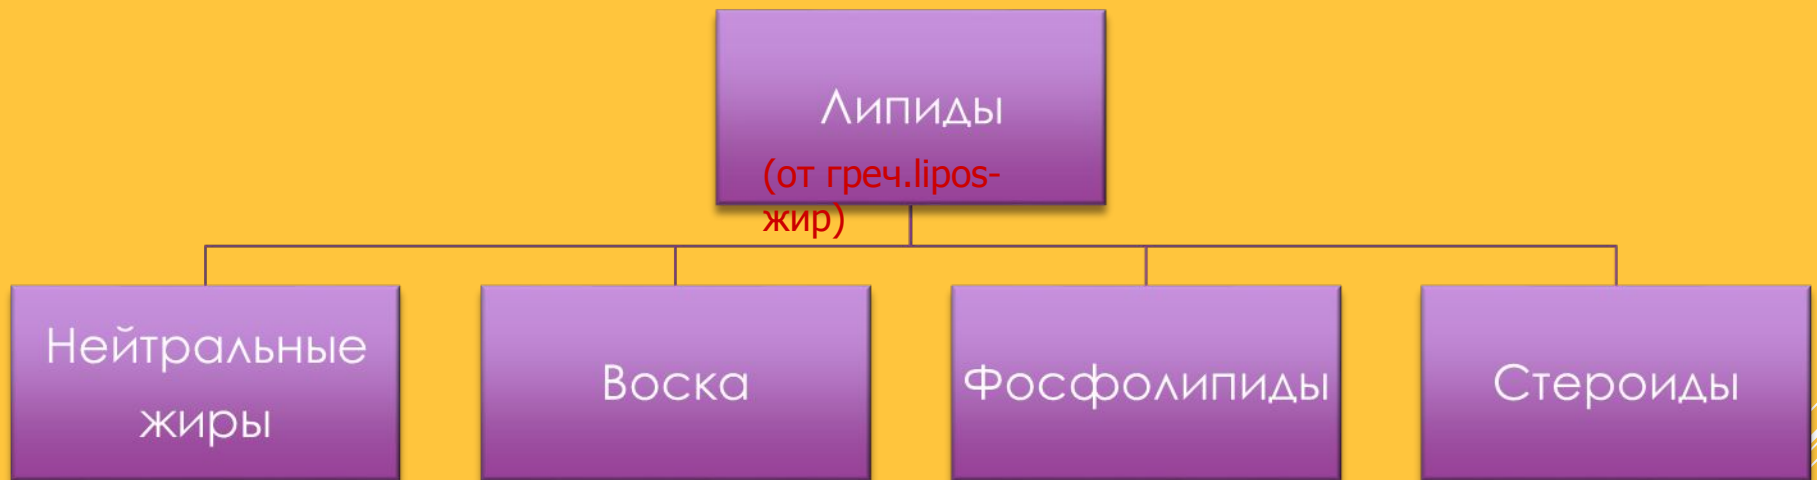 Липиды
(от греч.lipos-
жир)
Нейтральные
жиры
Воска
Фосфолипиды
Стероиды